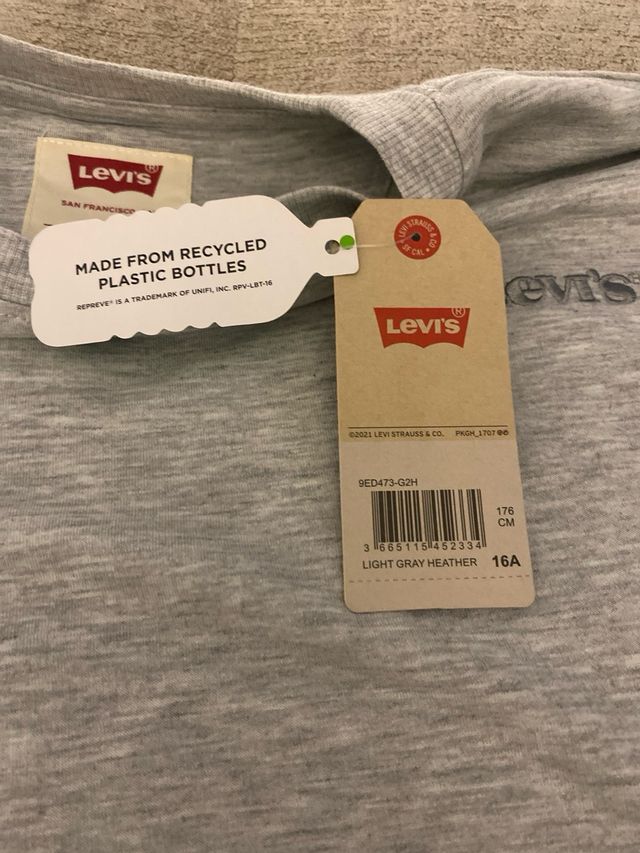 Levi's®
SAN FRANCISCO
MADE FROM RECYCLED
PLASTIC BOTTLES
REPREVE® IS A TRADEMARK OF UNIFI, INC. RPV-LBT-16
LEVI STRAUSS & CO
SF CAL
Levi's®
©2021 LEVI STRAUSS & CO. PKGH_1707
9ED473-G2H
176
CM
3 665115 452334
LIGHT GRAY HEATHER 16A
Levi's